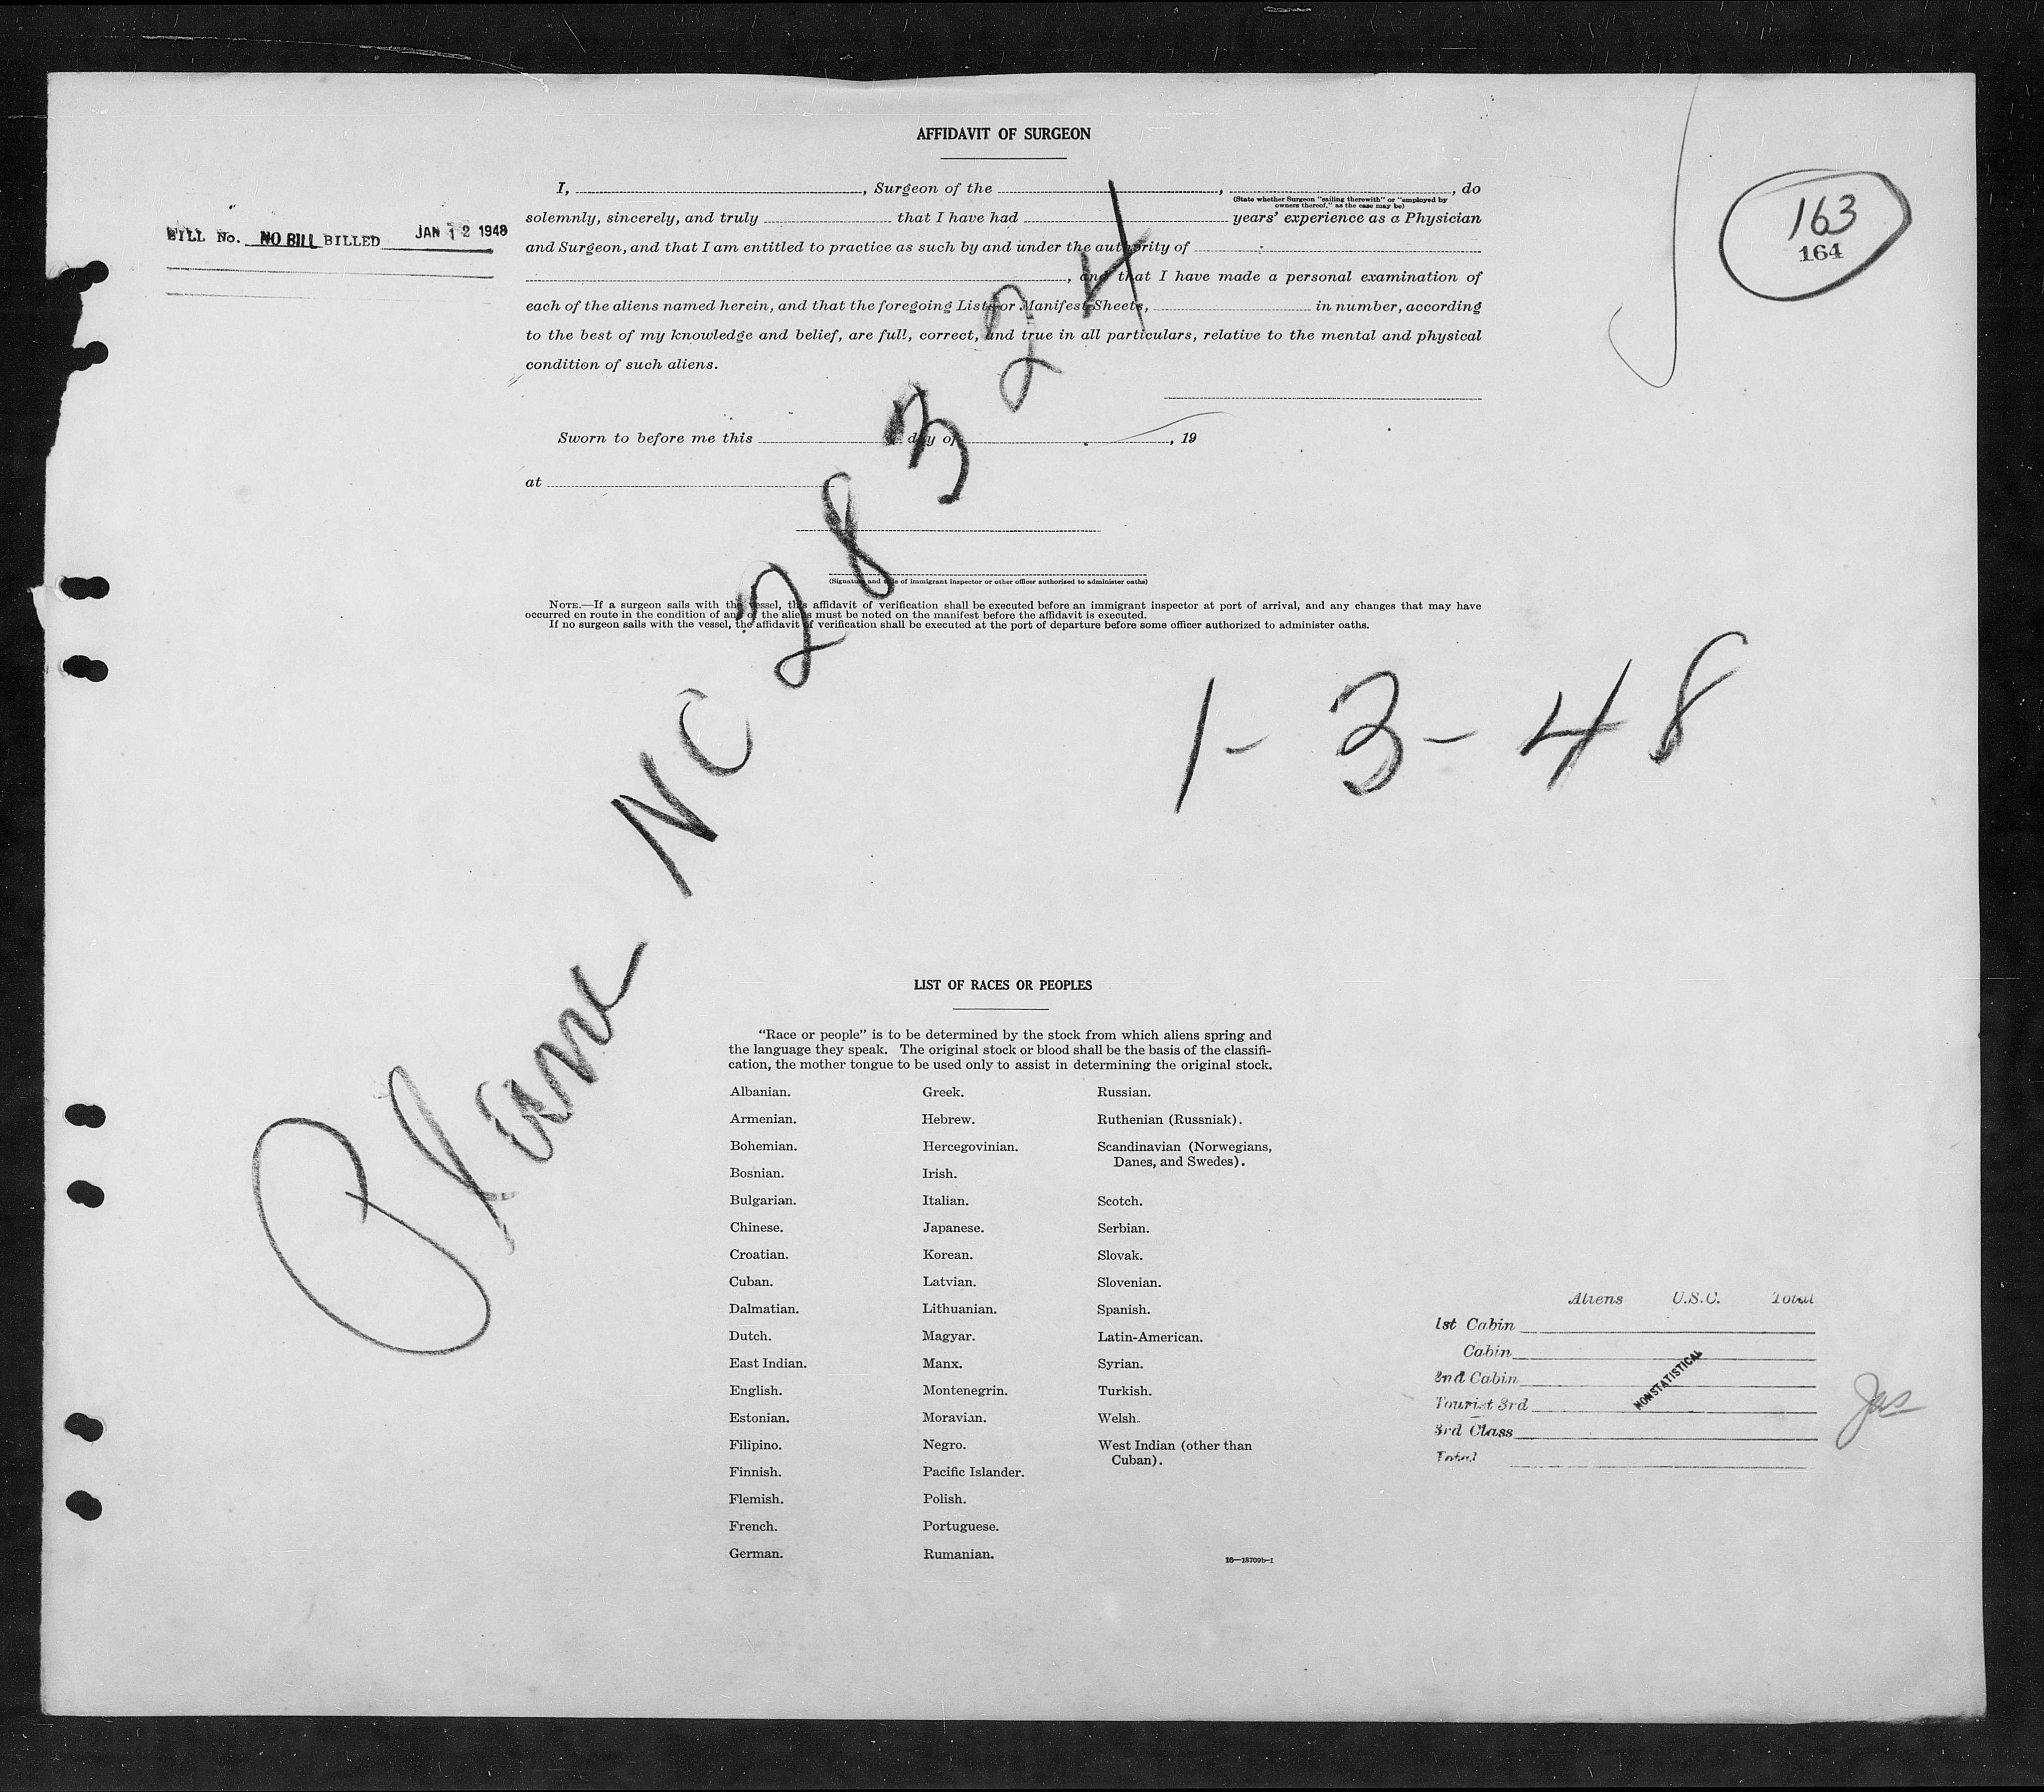 AFFIDAVIT OF SURGEON
I, , Surgeon of the , , do
(State whether Surgeon "sailing therewith" or "employed by
owners thereof," as the case may be)
solemnly, sincerely, and truly that I have had years' experience as a Physician
and Surgeon, and that I am entitled to practice as such by and under the authority of
, and that I have made a personal examination of
each of the aliens named herein, and that the foregoing Lists or Manifest Sheets, in number, according
to the best of my knowledge and belief, are full, correct, and true in all particulars, relative to the mental and physical
condition of such aliens.
BILL No. NO BILL BILLED JAN 12 1948
163
164
Sworn to before me this day of , 19
at
(Signature and title of immigrant inspector or other officer authorized to administer oaths)
NOTE.—If a surgeon sails with the vessel, this affidavit of verification shall be executed before an immigrant inspector at port of arrival, and any changes that may have
occurred en route in the condition of any of the aliens must be noted on the manifest before the affidavit is executed.
If no surgeon sails with the vessel, the affidavit of verification shall be executed at the port of departure before some officer authorized to administer oaths.
Plane NC 28324
1-3-48
LIST OF RACES OR PEOPLES
"Race or people" is to be determined by the stock from which aliens spring and
the language they speak. The original stock or blood shall be the basis of the classifi-
cation, the mother tongue to be used only to assist in determining the original stock.
Albanian.
Armenian.
Bohemian.
Bosnian.
Bulgarian.
Chinese.
Croatian.
Cuban.
Dalmatian.
Dutch.
East Indian.
English.
Estonian.
Filipino.
Finnish.
Flemish.
French.
German.
Greek.
Hebrew.
Hercegovinian.
Irish.
Italian.
Japanese.
Korean.
Latvian.
Lithuanian.
Magyar.
Manx.
Montenegrin.
Moravian.
Negro.
Pacific Islander.
Polish.
Portuguese.
Rumanian.
Russian.
Ruthenian (Russniak).
Scandinavian (Norwegians,
Danes, and Swedes).
Scotch.
Serbian.
Slovak.
Slovenian.
Spanish.
Latin-American.
Syrian.
Turkish.
Welsh.
West Indian (other than
Cuban).
16—18709b-1
Aliens U.S.C. Total
1st Cabin
Cabin
2nd Cabin
Tourist 3rd
3rd Class
Total
NONSTATISTICAL